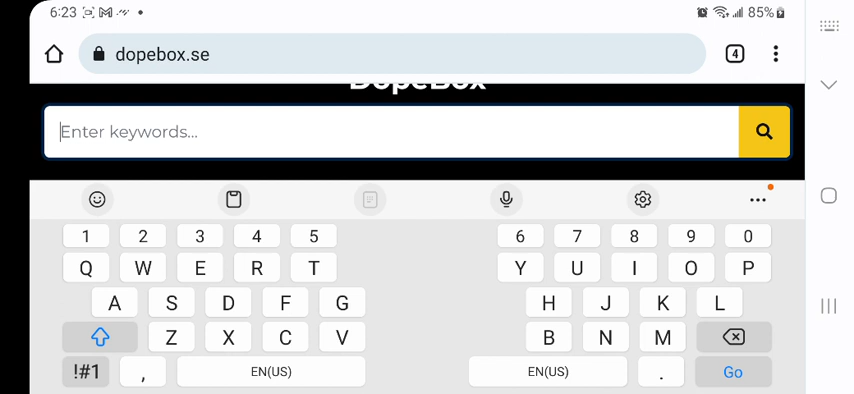 6:23
85%
dopebox.se
4
DopeBox
Enter keywords...
1 2 3 4 5 6 7 8 9 0
Q W E R T Y U I O P
A S D F G H J K L
Z X C V B N M
!#1 , EN(US) EN(US) . Go